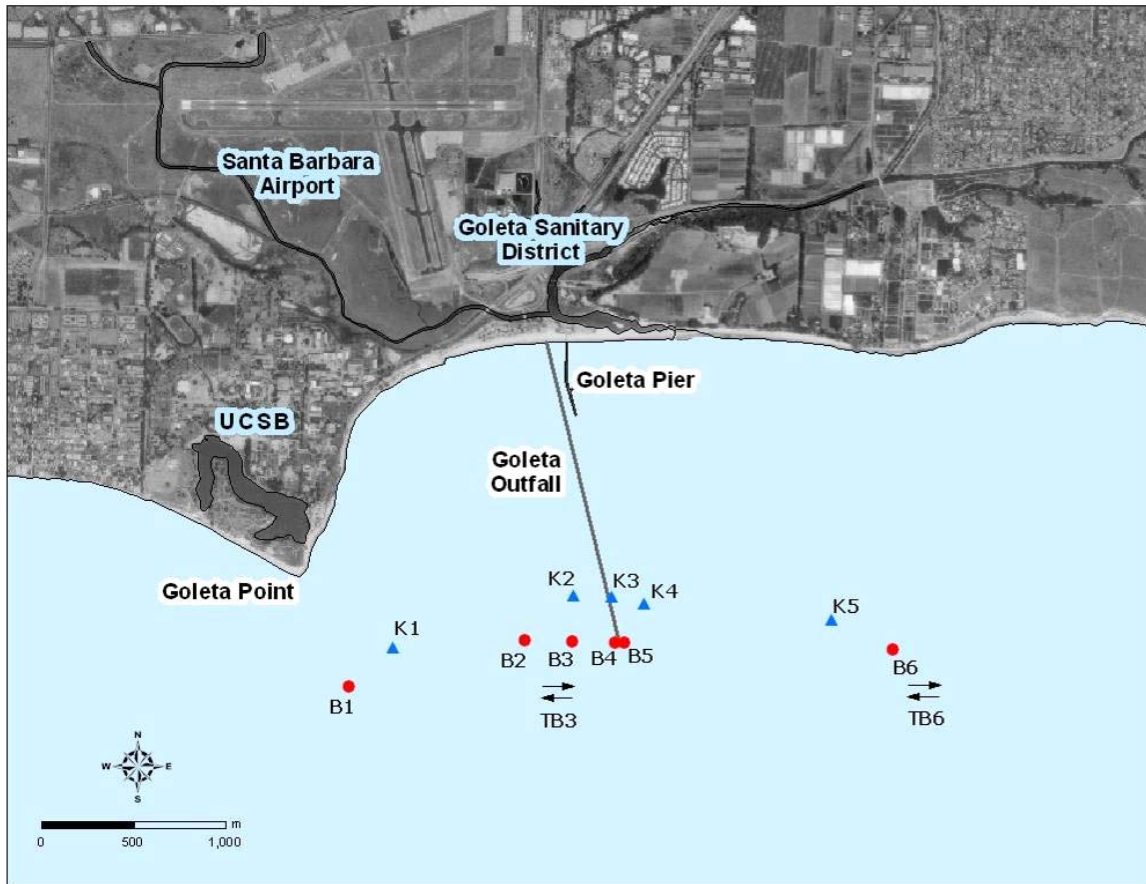 Santa Barbara
Airport
Goleta Sanitary
District
Goleta Pier
UCSB
Goleta
Outfall
Goleta Point
K2
K3
K4
K5
K1
B2
B3
B4
B5
B6
B1
TB3
TB6
N
W
E
S
m
0
500
1,000